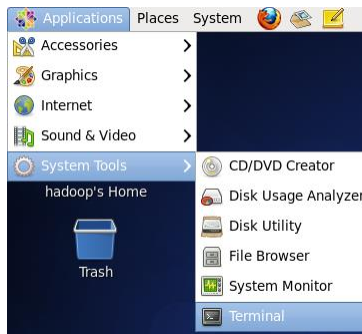 Applications Places System
Accessories
Graphics
Internet
Sound & Video
System Tools
CD/DVD Creator
Disk Usage Analyzer
Disk Utility
File Browser
System Monitor
Terminal
hadoop's Home
Trash